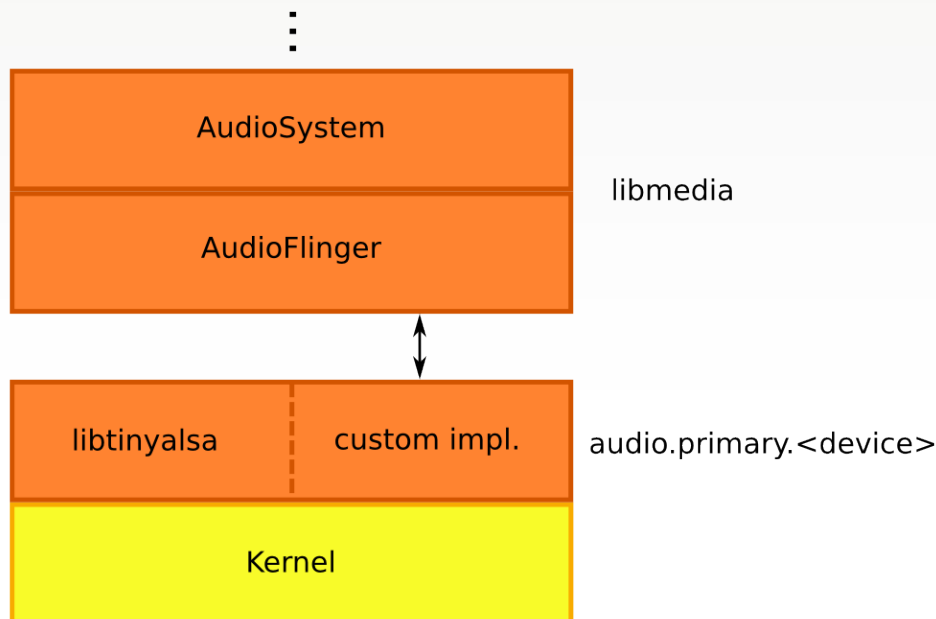 AudioSystem
libmedia
AudioFlinger
libtinyalsa
custom impl.
audio.primary.<device>
Kernel